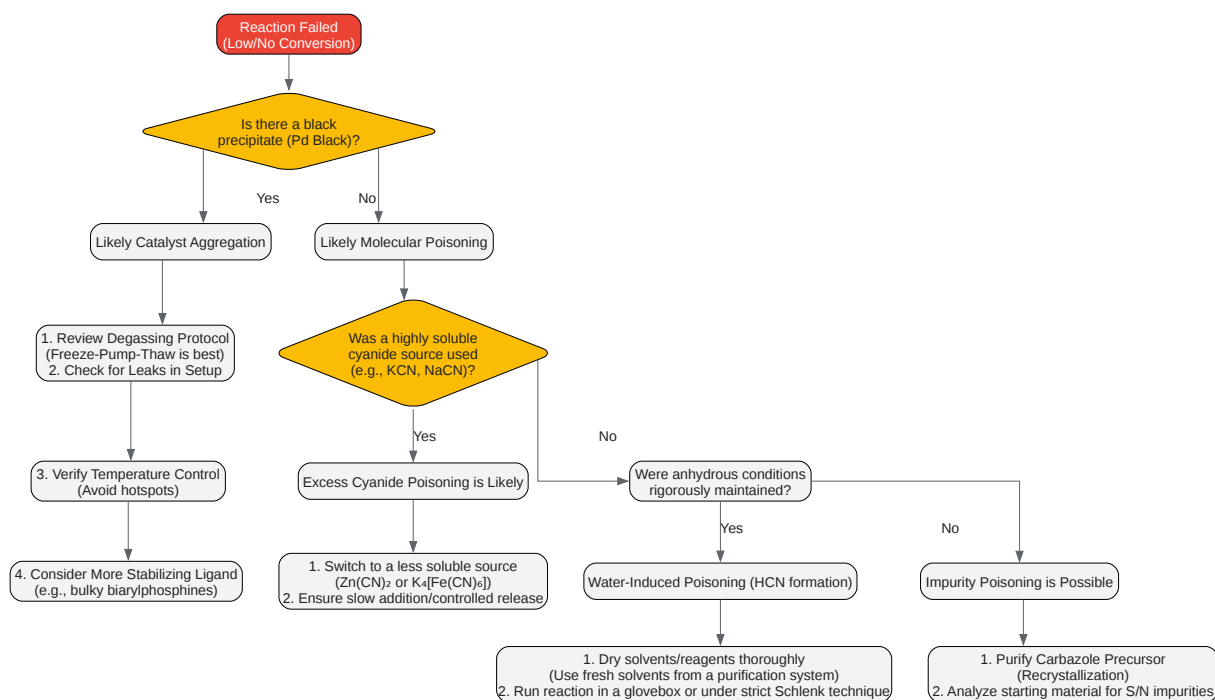 Reaction Failed
(Low/No Conversion)
Is there a black
precipitate (Pd Black)?
Yes
No
Likely Catalyst Aggregation
Likely Molecular Poisoning
1. Review Degassing Protocol
(Freeze-Pump-Thaw is best)
2. Check for Leaks in Setup
Was a highly soluble
cyanide source used
(e.g., KCN, NaCN)?
Yes
No
3. Verify Temperature Control
(Avoid hotspots)
Excess Cyanide Poisoning is Likely
Were anhydrous conditions
rigorously maintained?
Yes
No
4. Consider More Stabilizing Ligand
(e.g., bulky biarylphosphines)
1. Switch to a less soluble source
(Zn(CN)₂ or K₄[Fe(CN)₆])
2. Ensure slow addition/controlled release
Water-Induced Poisoning (HCN formation)
Impurity Poisoning is Possible
1. Dry solvents/reagents thoroughly
(Use fresh solvents from a purification system)
2. Run reaction in a glovebox or under strict Schlenk technique
1. Purify Carbazole Precursor
(Recrystallization)
2. Analyze starting material for S/N impurities